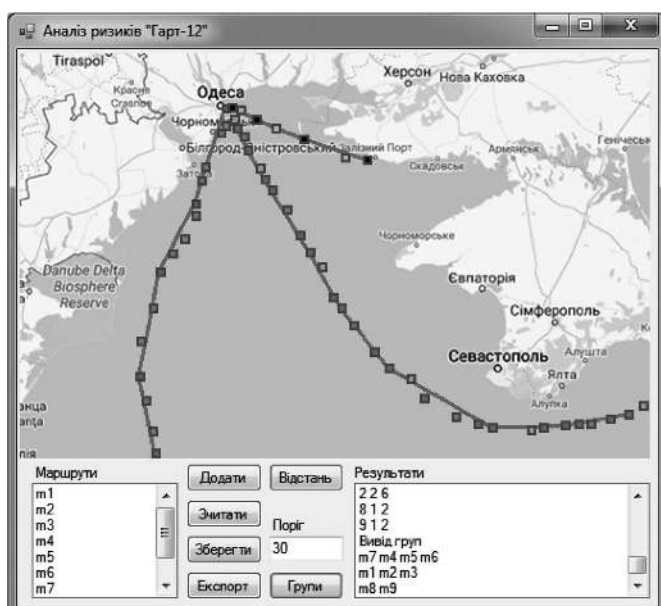 Аналіз ризиків "Гарт-12"
Tiraspol
Херсон
Нова Каховка
Красне
Crasnoe
Одеса
Чорномор
Білгород-Дністровський
Залізний Порт
Армянськ
Генічеськ
Затока
Скадовськ
Чорноморське
Danube Delta
Biosphere
Reserve
Євпаторія
Сімферополь
Севастополь
Алушта
Ялта
Алупка
Маршрути
m1
m2
m3
m4
m5
m6
m7
Додати
Зчитати
Зберегти
Експорт
Відстань
Поріг
30
Групи
Результати
2 2 6
8 1 2
9 1 2
Вивід груп
m7 m4 m5 m6
m1 m2 m3
m8 m9